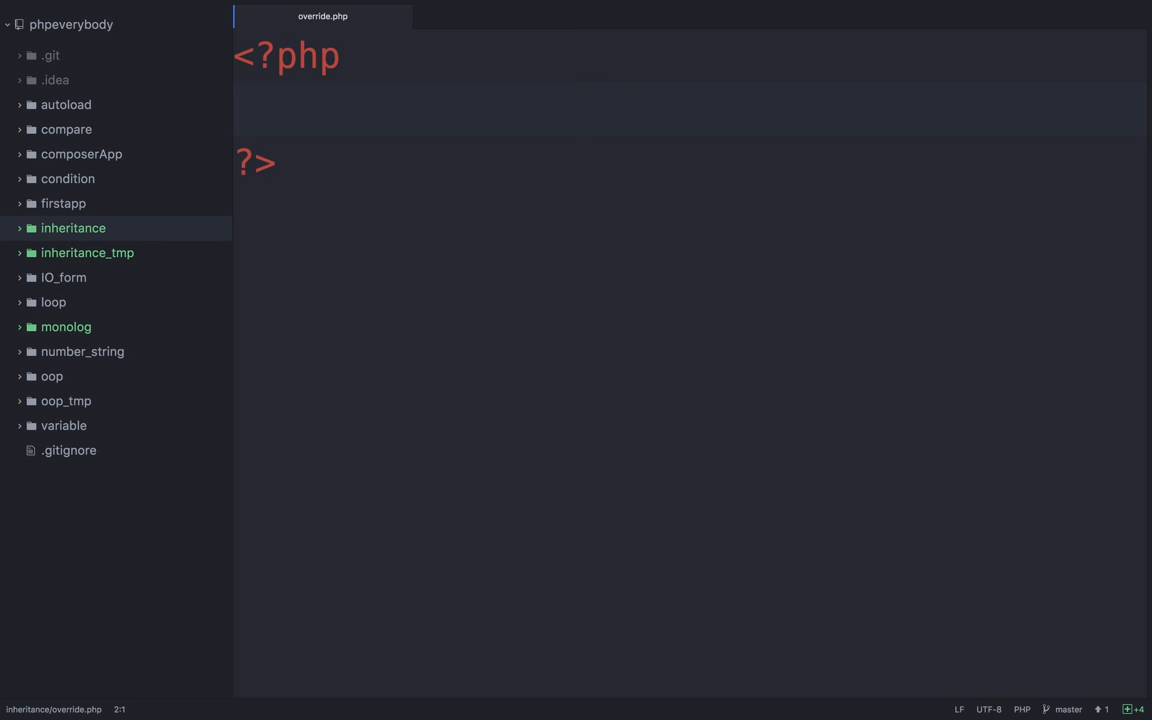 phpeverybody
.git
.idea
autoload
compare
composerApp
condition
firstapp
inheritance
inheritance_tmp
IO_form
loop
monolog
number_string
oop
oop_tmp
variable
.gitignore
override.php
<?php
?>
inheritance/override.php 2:1 LF UTF-8 PHP master 1 +4